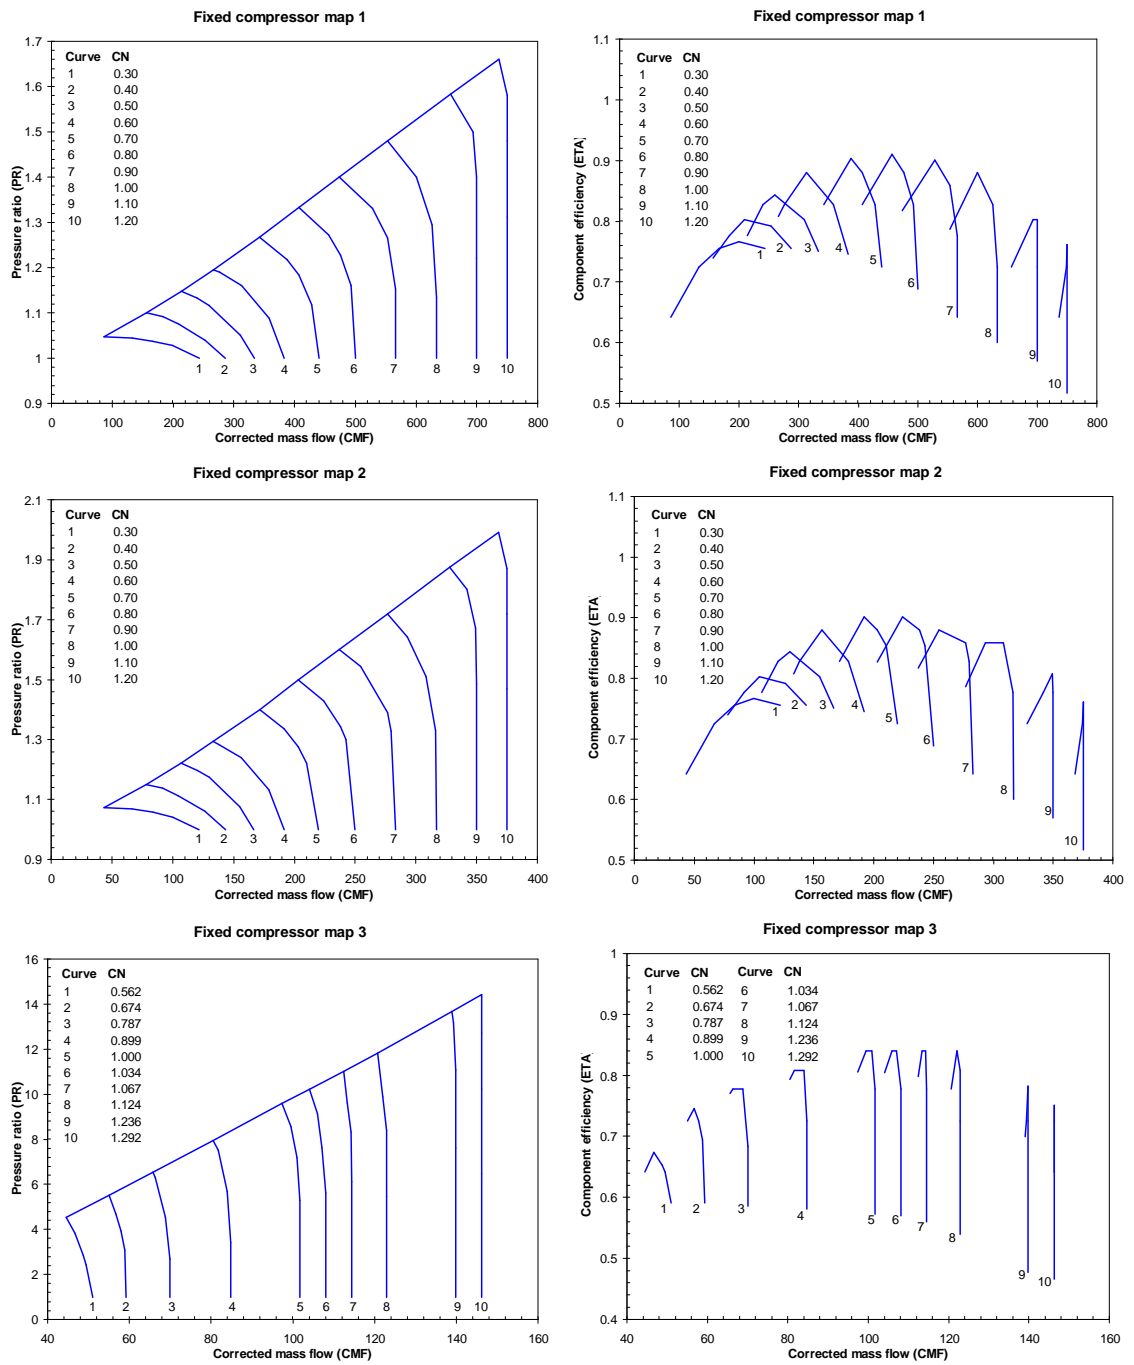 Fixed compressor map 1
1.7
1.6
1.5
1.4
1.3
1.2
1.1
1
0.9
Pressure ratio (PR)
Curve CN
1 0.30
2 0.40
3 0.50
4 0.60
5 0.70
6 0.80
7 0.90
8 1.00
9 1.10
10 1.20
1 2 3 4 5 6 7 8 9 10
0 100 200 300 400 500 600 700 800
Corrected mass flow (CMF)
Fixed compressor map 1
1.1
1
0.9
0.8
0.7
0.6
0.5
Component efficiency (ETA)
Curve CN
1 0.30
2 0.40
3 0.50
4 0.60
5 0.70
6 0.80
7 0.90
8 1.00
9 1.10
10 1.20
1 2 3 4 5 6 7 8 9 10
0 100 200 300 400 500 600 700 800
Corrected mass flow (CMF)
Fixed compressor map 2
2.1
1.9
1.7
1.5
1.3
1.1
0.9
Pressure ratio (PR)
Curve CN
1 0.30
2 0.40
3 0.50
4 0.60
5 0.70
6 0.80
7 0.90
8 1.00
9 1.10
10 1.20
1 2 3 4 5 6 7 8 9 10
0 50 100 150 200 250 300 350 400
Corrected mass flow (CMF)
Fixed compressor map 2
1.1
1
0.9
0.8
0.7
0.6
0.5
Component efficiency (ETA
Curve CN
1 0.30
2 0.40
3 0.50
4 0.60
5 0.70
6 0.80
7 0.90
8 1.00
9 1.10
10 1.20
1 2 3 4 5 6 7 8 9 10
0 50 100 150 200 250 300 350 400
Corrected mass flow (CMF)
Fixed compressor map 3
16
14
12
10
8
6
4
2
0
Pressure ratio (PR)
Curve CN
1 0.562
2 0.674
3 0.787
4 0.899
5 1.000
6 1.034
7 1.067
8 1.124
9 1.236
10 1.292
1 2 3 4 5 6 7 8 9 10
40 60 80 100 120 140 160
Corrected mass flow (CMF)
Fixed compressor map 3
1
0.9
0.8
0.7
0.6
0.5
0.4
Component efficiency (ETA
Curve CN Curve CN
1 0.562 6 1.034
2 0.674 7 1.067
3 0.787 8 1.124
4 0.899 9 1.236
5 1.000 10 1.292
1 2 3 4 5 6 7 8 9 10
40 60 80 100 120 140 160
Corrected mass flow (CMF)